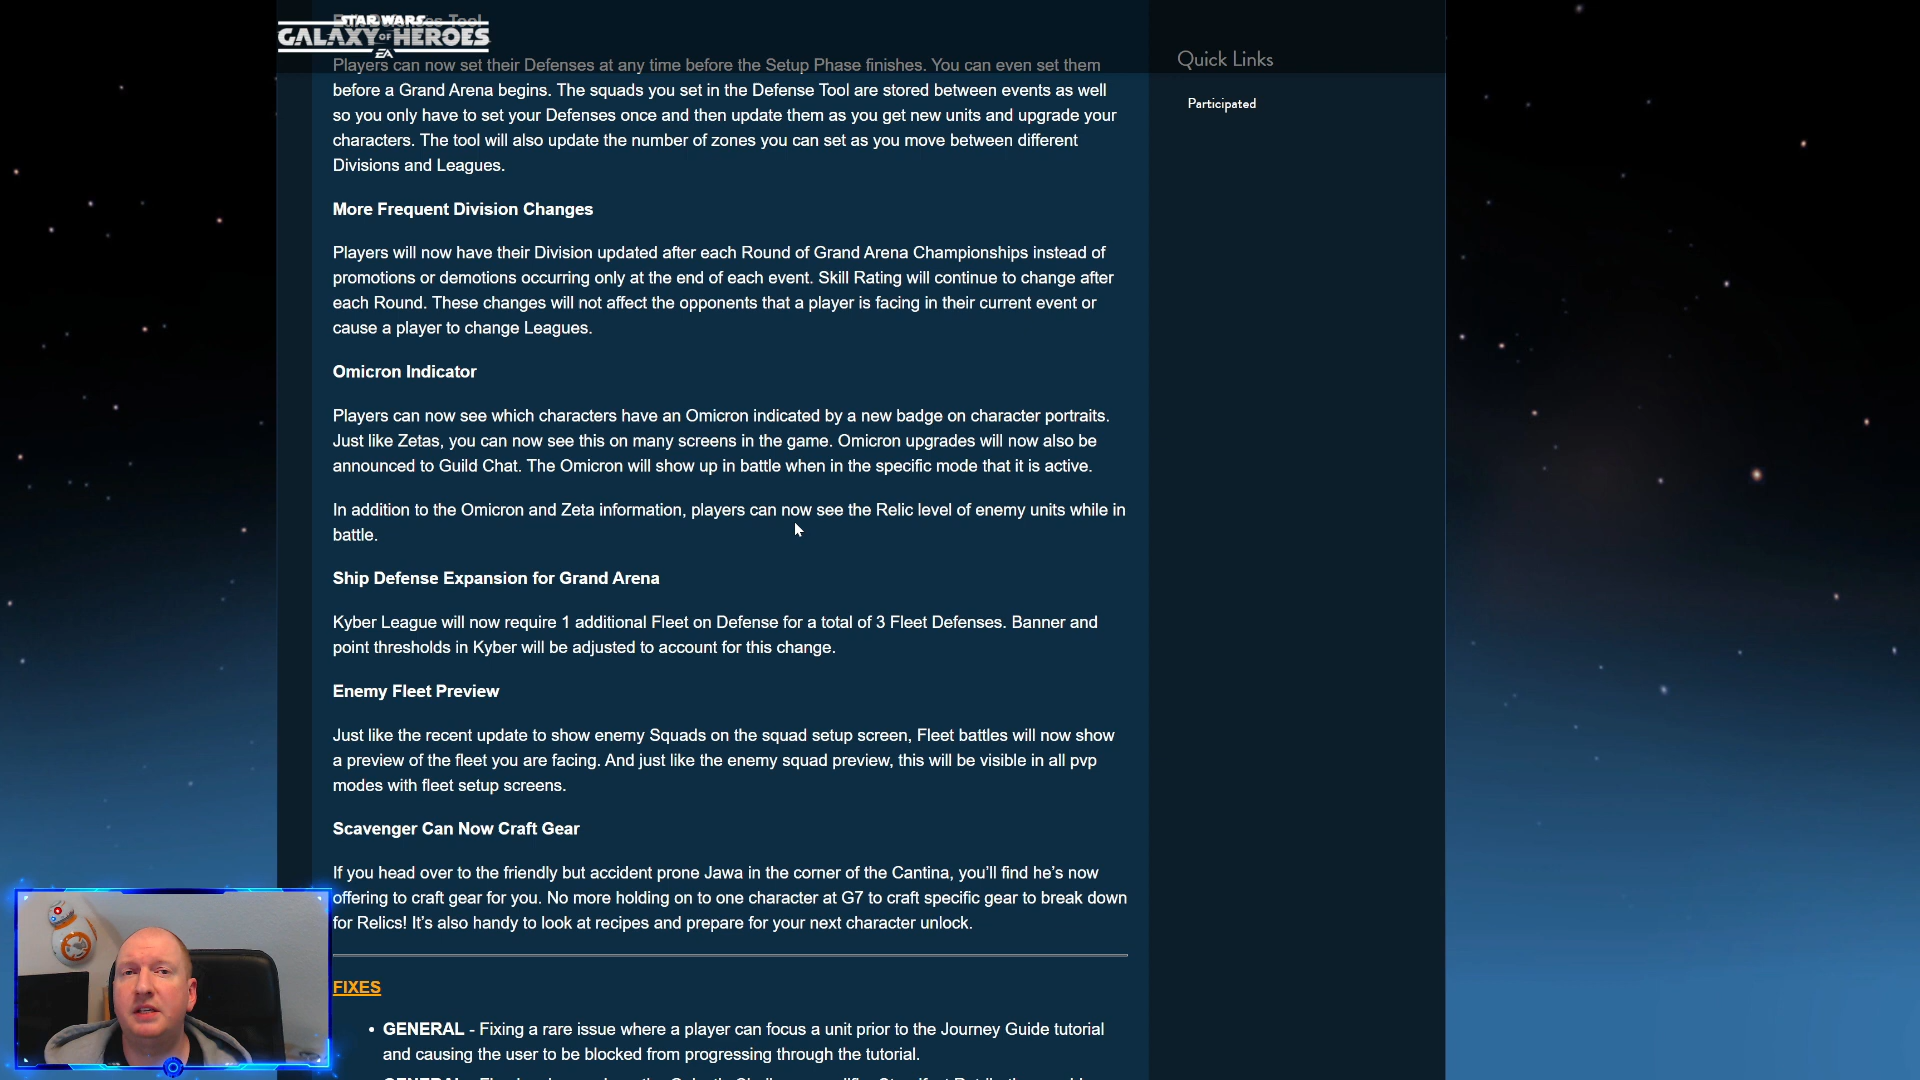 STAR WARS
GALAXY OF HEROES
EA
Quick Links
Participated
Players can now set their Defenses at any time before the Setup Phase finishes. You can even set them
before a Grand Arena begins. The squads you set in the Defense Tool are stored between events as well
so you only have to set your Defenses once and then update them as you get new units and upgrade your
characters. The tool will also update the number of zones you can set as you move between different
Divisions and Leagues.
More Frequent Division Changes
Players will now have their Division updated after each Round of Grand Arena Championships instead of
promotions or demotions occurring only at the end of each event. Skill Rating will continue to change after
each Round. These changes will not affect the opponents that a player is facing in their current event or
cause a player to change Leagues.
Omicron Indicator
Players can now see which characters have an Omicron indicated by a new badge on character portraits.
Just like Zetas, you can now see this on many screens in the game. Omicron upgrades will now also be
announced to Guild Chat. The Omicron will show up in battle when in the specific mode that it is active.
In addition to the Omicron and Zeta information, players can now see the Relic level of enemy units while in
battle.
Ship Defense Expansion for Grand Arena
Kyber League will now require 1 additional Fleet on Defense for a total of 3 Fleet Defenses. Banner and
point thresholds in Kyber will be adjusted to account for this change.
Enemy Fleet Preview
Just like the recent update to show enemy Squads on the squad setup screen, Fleet battles will now show
a preview of the fleet you are facing. And just like the enemy squad preview, this will be visible in all pvp
modes with fleet setup screens.
Scavenger Can Now Craft Gear
If you head over to the friendly but accident prone Jawa in the corner of the Cantina, you'll find he's now
offering to craft gear for you. No more holding on to one character at G7 to craft specific gear to break down
for Relics! It's also handy to look at recipes and prepare for your next character unlock.
FIXES
• GENERAL - Fixing a rare issue where a player can focus a unit prior to the Journey Guide tutorial
and causing the user to be blocked from progressing through the tutorial.